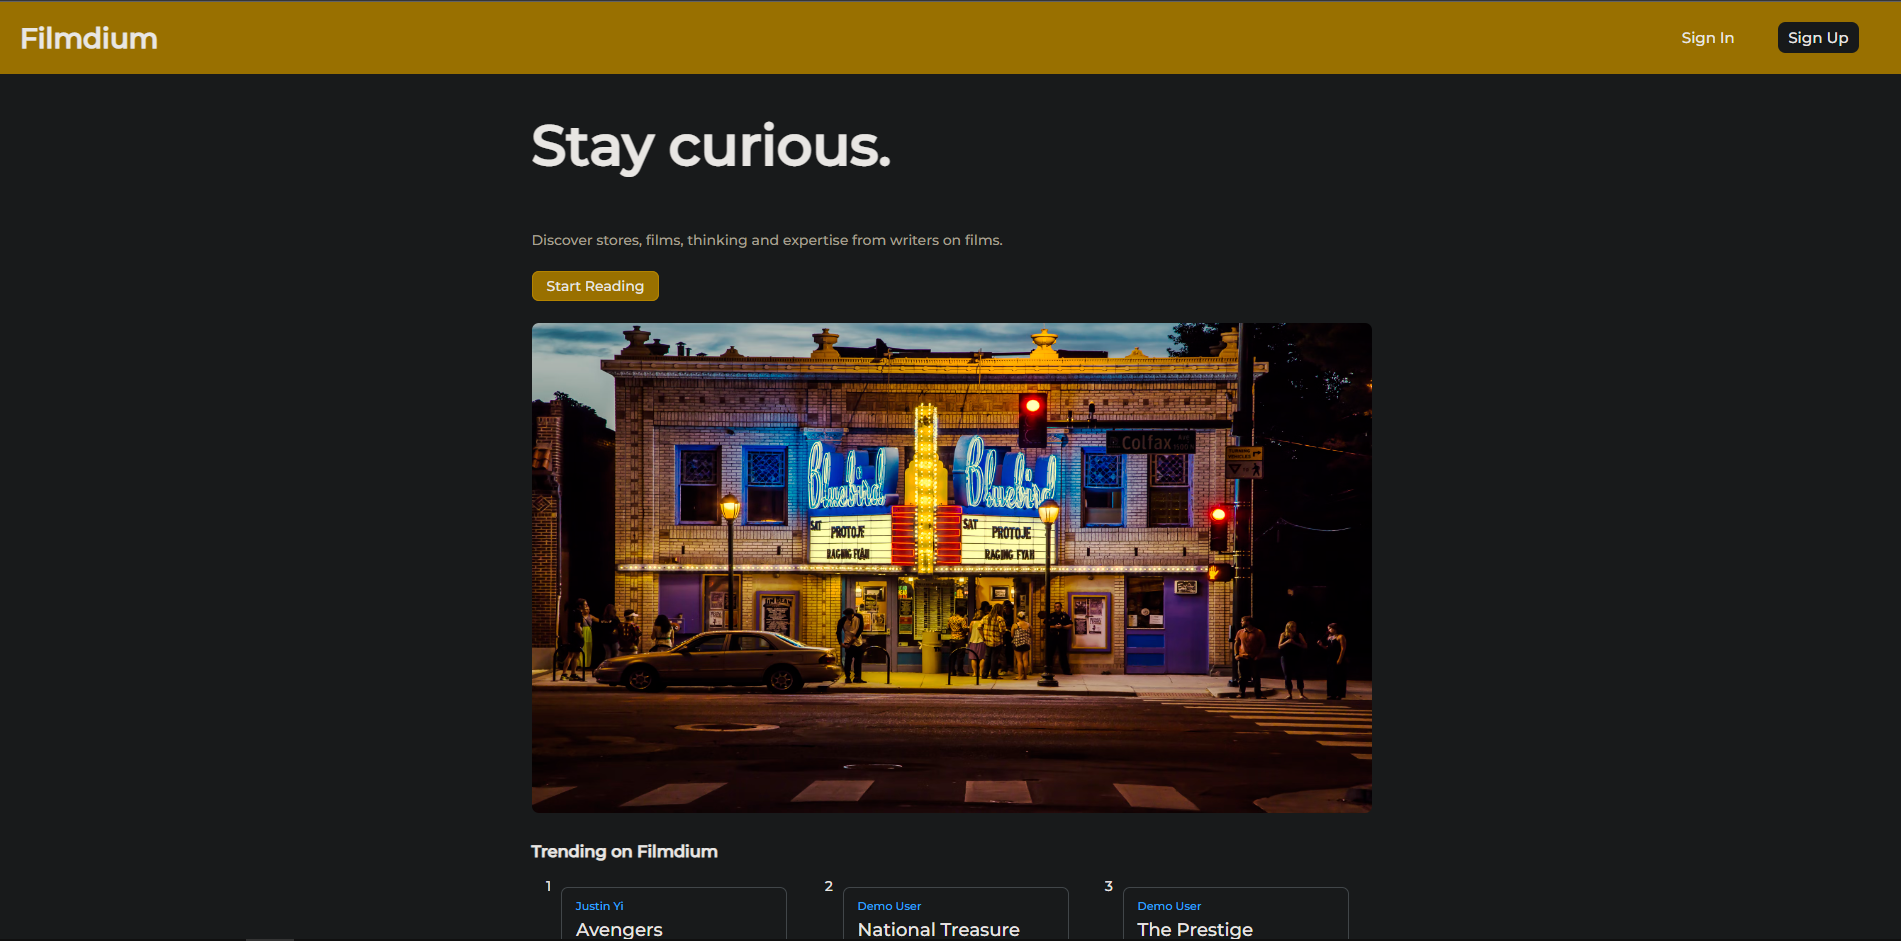 Filmdium
Sign In
Sign Up
Stay curious.
Discover stores, films, thinking and expertise from writers on films.
Start Reading
Colfax
Bluebird
Bluebird
SAT
PROTOJE
RAGING FYAH
SAT
PROTOJE
RAGING FYAH
Trending on Filmdium
1
Justin Yi
Avengers
2
Demo User
National Treasure
3
Demo User
The Prestige